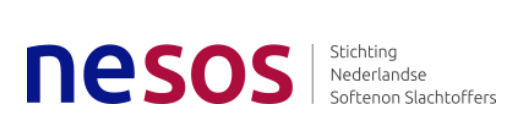 nesos
Stichting
Nederlandse
Softenon Slachtoffers